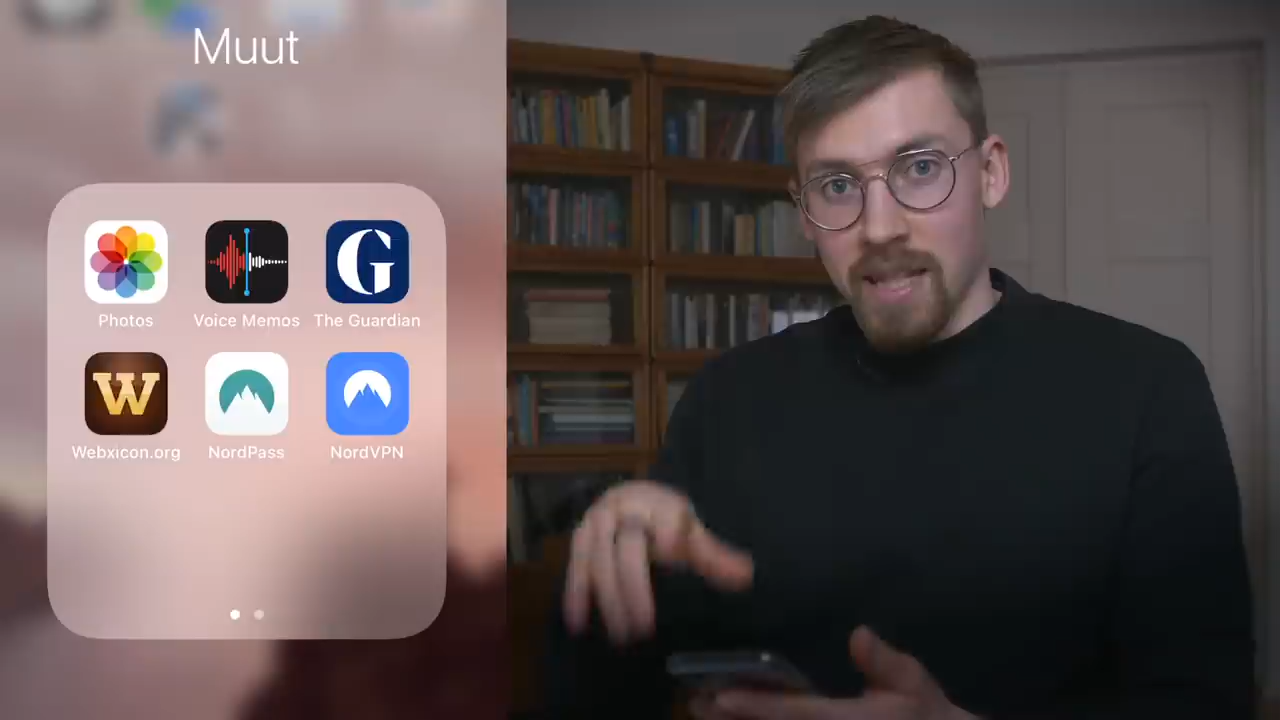 Muut
G
Photos
Voice Memos
The Guardian
W
Webxicon.org
NordPass
NordVPN